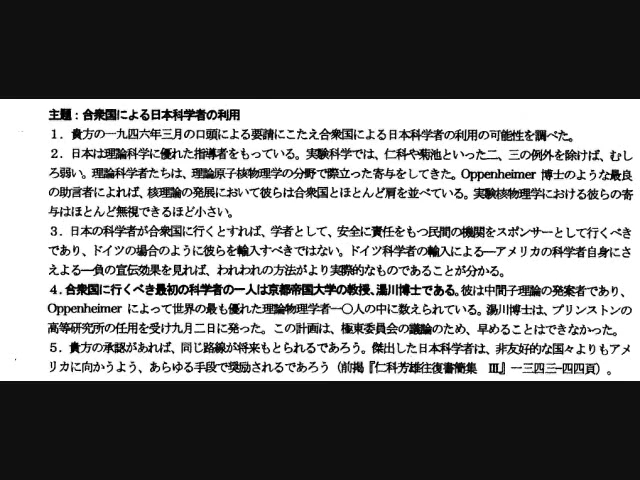 主題：合衆国による日本科学者の利用
１．貴方の一九四六年三月の口頭による要請にこたえ合衆国による日本科学者の利用の可能性を調べた。
２．日本は理論科学に優れた指導者をもっている。実験科学では、仁科や菊池といった二、三の例外を除けば、むし
ろ弱い。理論科学者たちは、理論原子核物理学の分野で際立った寄与をしてきた。Oppenheimer 博士のような最良
の助言者によれば、核理論の発展において彼らは合衆国とほとんど肩を並べている。実験核物理学における彼らの寄
与はほとんど無視できるほど小さい。
３．日本の科学者が合衆国に行くとすれば、学者として、安全に責任をもつ民間の機関をスポンサーとして行くべき
であり、ドイツの場合のように彼らを輸入すべきではない。ドイツ科学者の輸入による―アメリカの科学者自身にさ
えよる―負の宣伝効果を見れば、われわれの方法がより実際的なものであることが分かる。
４．合衆国に行くべき最初の科学者の一人は京都帝国大学の教授、湯川博士である。彼は中間子理論の発案者であり、
Oppenheimer によって世界の最も優れた理論物理学者一〇人の中に数えられている。湯川博士は、プリンストンの
高等研究所の任用を受け九月二日に発った。この計画は、極東委員会の議論のため、早めることはできなかった。
５．貴方の承認があれば、同じ路線が将来もとられるであろう。傑出した日本科学者は、非友好的な国々よりもアメ
リカに向かうよう、あらゆる手段で奨励されるであろう（前掲『仁科芳雄往復書簡集　Ⅲ』一三四三-四四頁）。